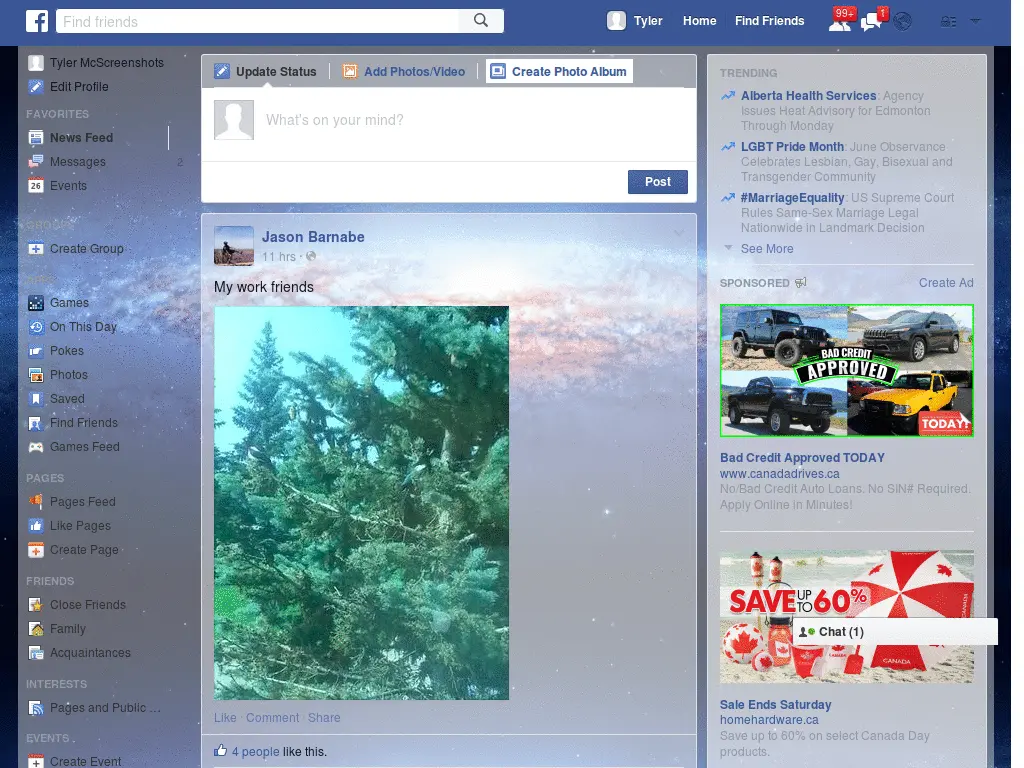 f
Find friends
Tyler
Home
Find Friends
99+
1
Tyler McScreenshots
Edit Profile
FAVORITES
News Feed
Messages 2
Events
26
GROUPS
Create Group
Games
On This Day
Pokes
Photos
Saved
Find Friends
Games Feed
PAGES
Pages Feed
Like Pages
Create Page
FRIENDS
Close Friends
Family
Acquaintances
INTERESTS
Pages and Public ...
EVENTS
Create Event
Update Status
Add Photos/Video
Create Photo Album
What's on your mind?
Post
Jason Barnabe
11 hrs ·
My work friends
Like · Comment · Share
4 people like this.
TRENDING
Alberta Health Services: Agency
Issues Heat Advisory for Edmonton
Through Monday
LGBT Pride Month: June Observance
Celebrates Lesbian, Gay, Bisexual and
Transgender Community
#MarriageEquality: US Supreme Court
Rules Same-Sex Marriage Legal
Nationwide in Landmark Decision
See More
SPONSORED
Create Ad
BAD CREDIT
APPROVED
TODAY!
Bad Credit Approved TODAY
www.canadadrives.ca
No/Bad Credit Auto Loans. No SIN# Required.
Apply Online in Minutes!
SAVE UP TO 60%
CANADA
Chat (1)
CANADA
Sale Ends Saturday
homehardware.ca
Save up to 60% on select Canada Day
products.